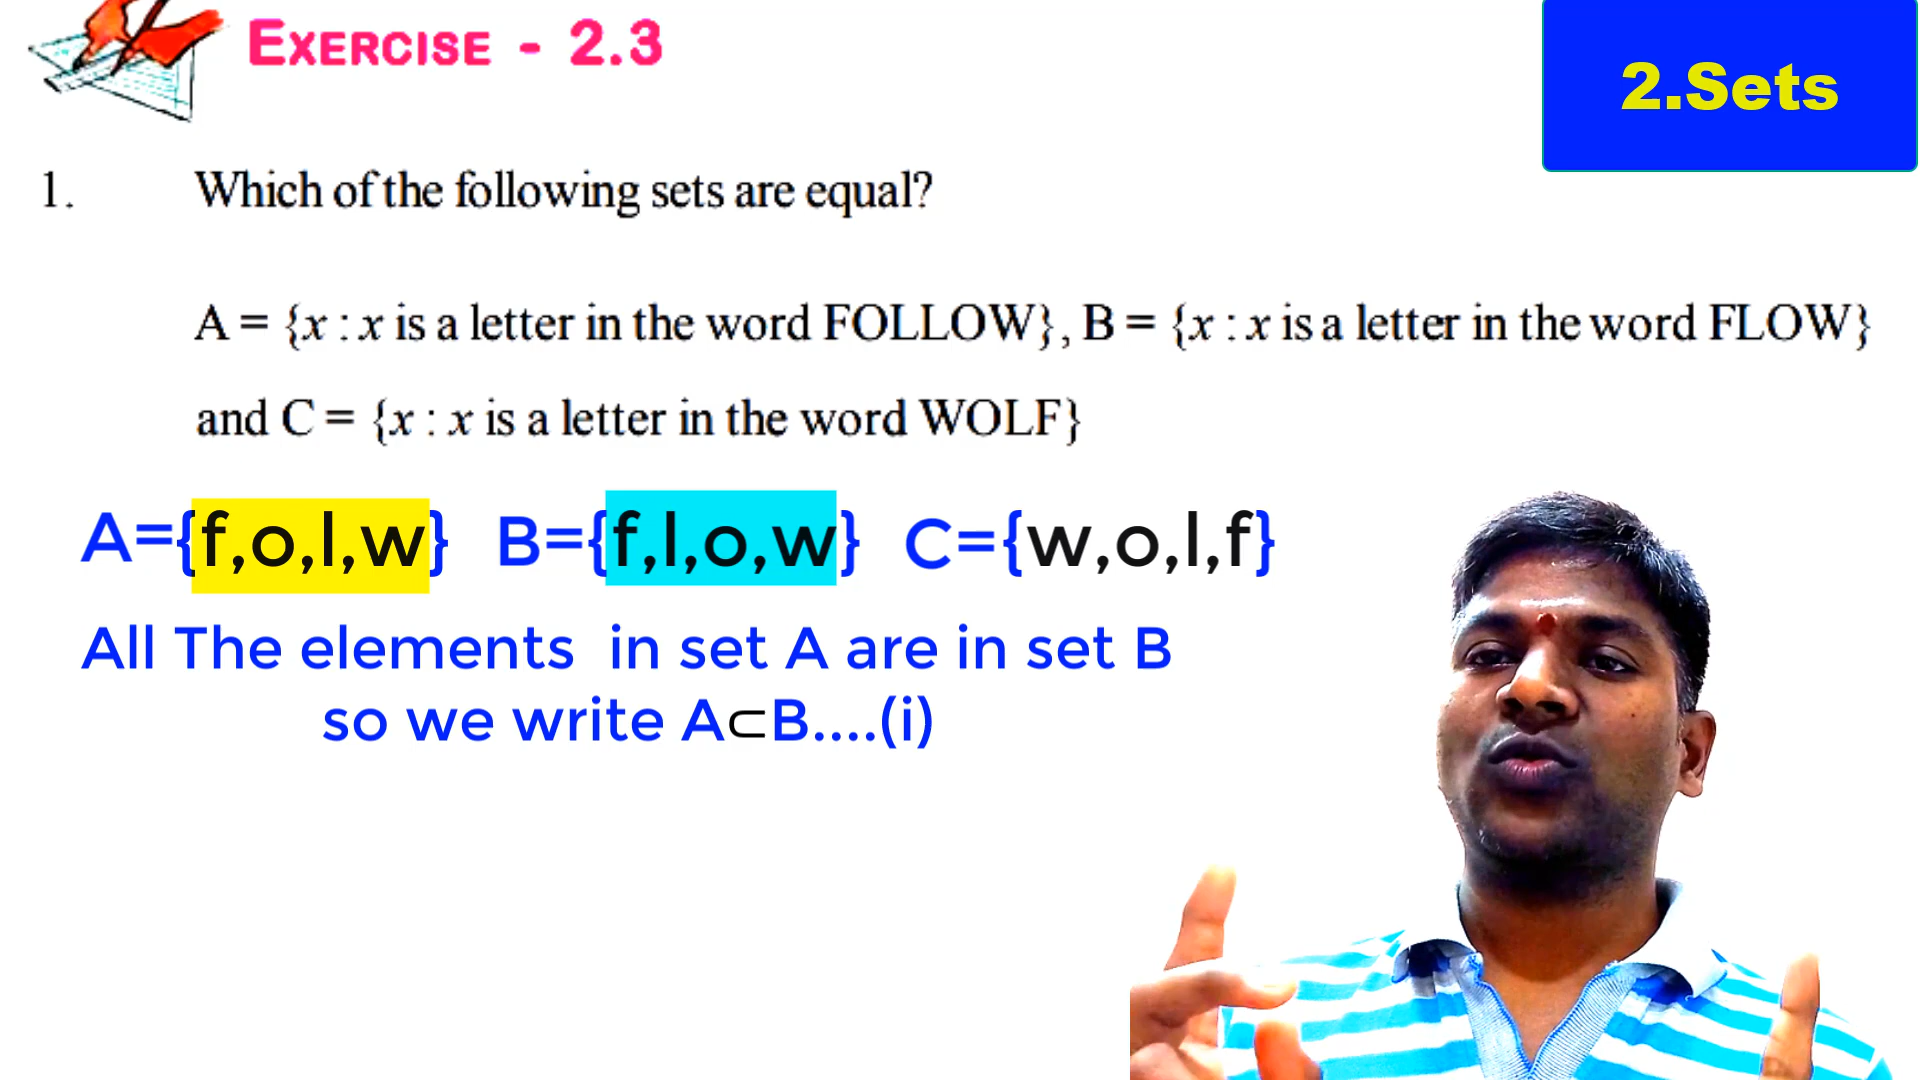 EXERCISE - 2.3
2.Sets
1. Which of the following sets are equal?
A = {x : x is a letter in the word FOLLOW}, B = {x : x is a letter in the word FLOW}
and C = {x : x is a letter in the word WOLF}
A={f,o,l,w} B={f,l,o,w} C={w,o,l,f}
All The elements in set A are in set B
so we write A⊂B....(i)